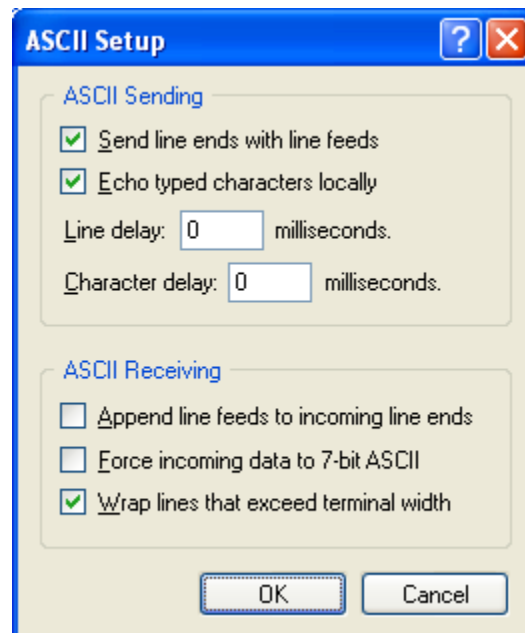 ASCII Setup
ASCII Sending
Send line ends with line feeds
Echo typed characters locally
Line delay: 0 milliseconds.
Character delay: 0 milliseconds.
ASCII Receiving
Append line feeds to incoming line ends
Force incoming data to 7-bit ASCII
Wrap lines that exceed terminal width
OK Cancel